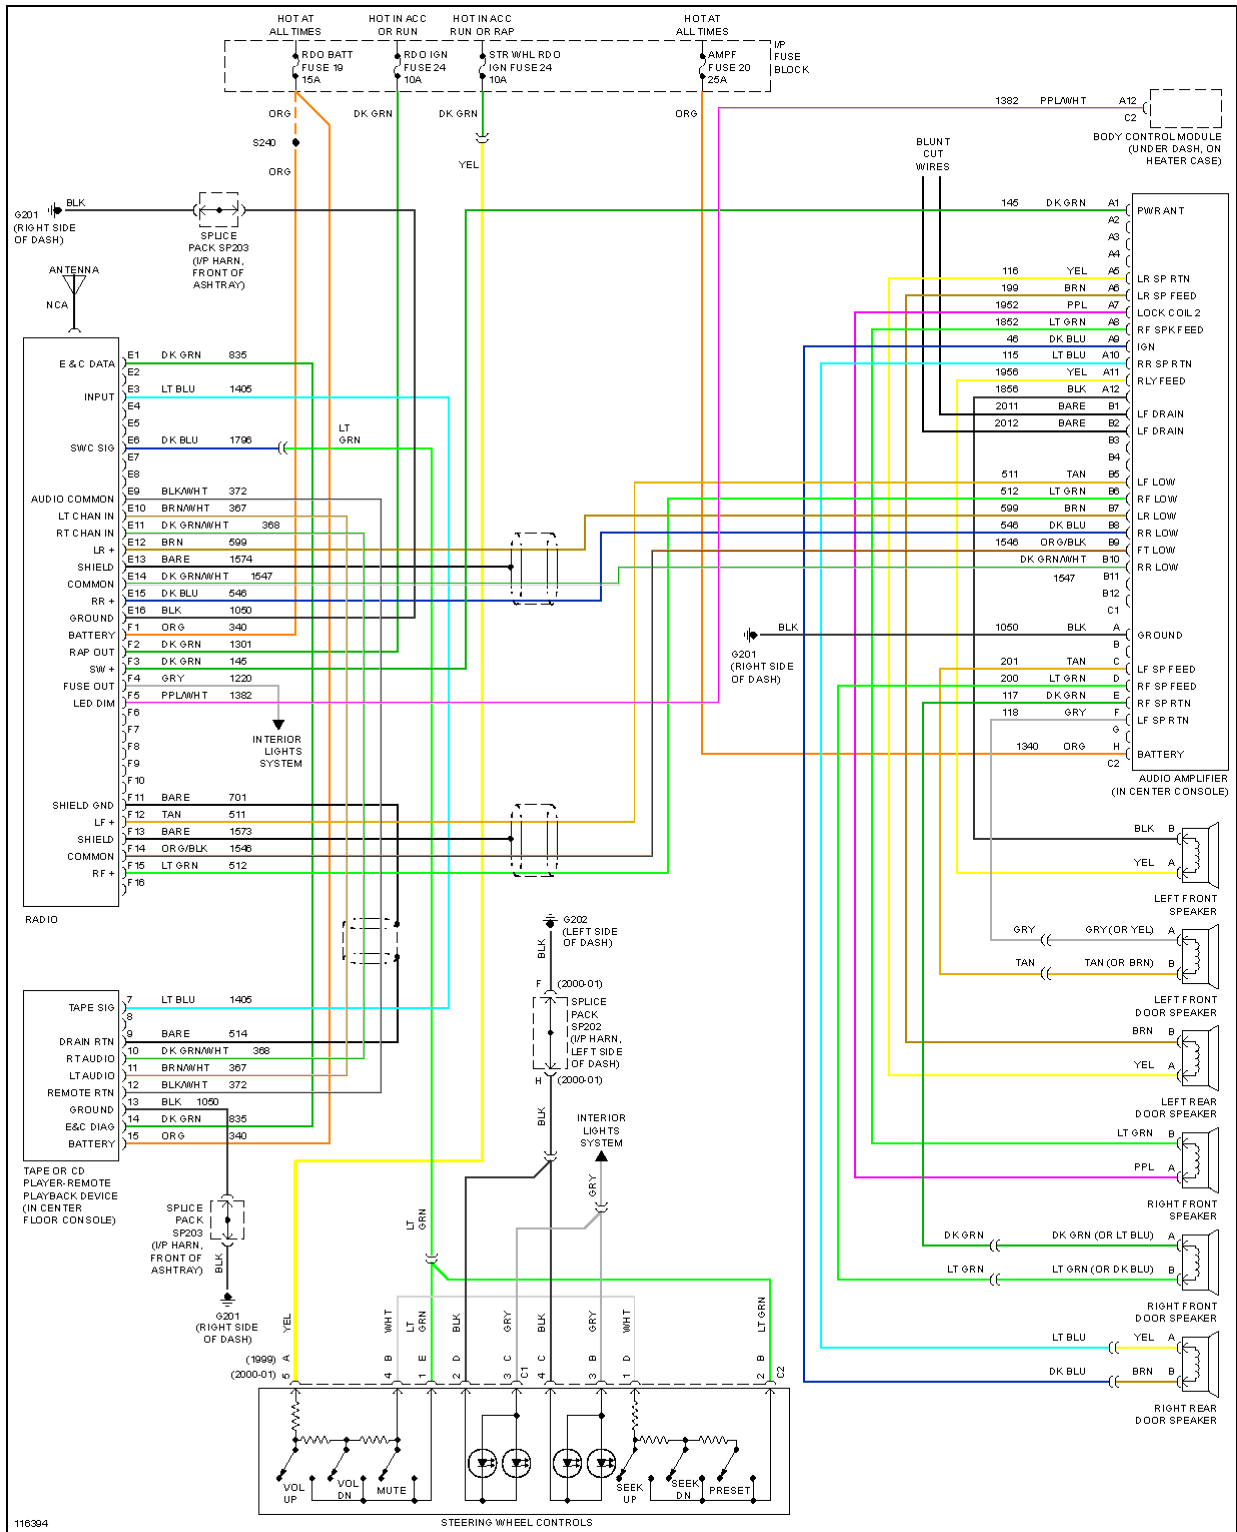 HOT AT
ALL TIMES
HOT IN ACC
OR RUN
HOT IN ACC
RUN OR RAP
HOT AT
ALL TIMES
RDO BATT
FUSE 19
15A
RDO IGN
FUSE 24
10A
STR WHL RDO
IGN FUSE 24
10A
AMPF
FUSE 20
25A
I/P
FUSE
BLOCK
ORG
DK GRN
DK GRN
ORG
S240
ORG
YEL
1382 PPL/WHT A12
C2
BODY CONTROL MODULE
(UNDER DASH, ON
HEATER CASE)
BLUNT
CUT
WIRES
G201
(RIGHT SIDE
OF DASH)
BLK
SPLICE
PACK SP203
(I/P HARN,
FRONT OF
ASHTRAY)
ANTENNA
NCA
E & C DATA E1 DK GRN 835
E2
INPUT E3 LT BLU 1405
E4
E5
SWC SIG E6 DK BLU 1796
LT
GRN
E7
E8
AUDIO COMMON E9 BLK/WHT 372
LT CHAN IN E10 BRN/WHT 367
RT CHAN IN E11 DK GRN/WHT 368
LR + E12 BRN 599
SHIELD E13 BARE 1574
COMMON E14 DK GRN/WHT 1547
RR + E15 DK BLU 546
GROUND E16 BLK 1050
BATTERY F1 ORG 340
RAP OUT F2 DK GRN 1301
SW + F3 DK GRN 145
FUSE OUT F4 GRY 1220
LED DIM F5 PPL/WHT 1382
F6
F7
F8
F9
F10
INTERIOR
LIGHTS
SYSTEM
SHIELD GND F11 BARE 701
LF + F12 TAN 511
SHIELD F13 BARE 1573
COMMON F14 ORG/BLK 1546
RF + F15 LT GRN 512
F16
RADIO
145 DK GRN A1 PWR ANT
A2
A3
A4
116 YEL A5 LR SP RTN
199 BRN A6 LR SP FEED
1952 PPL A7 LOCK COIL 2
1852 LT GRN A8 RF SPK FEED
46 DK BLU A9 IGN
115 LT BLU A10 RR SP RTN
1956 YEL A11 RLY FEED
1856 BLK A12
2011 BARE B1 LF DRAIN
2012 BARE B2 LF DRAIN
B3
B4
511 TAN B5 LF LOW
512 LT GRN B6 RF LOW
599 BRN B7 LR LOW
546 DK BLU B8 RR LOW
1546 ORG/BLK B9 FT LOW
DK GRN/WHT B10 RR LOW
1547 B11
B12
C1
G201
(RIGHT SIDE
OF DASH)
BLK
1050 BLK A GROUND
B
201 TAN C LF SP FEED
200 LT GRN D RF SP FEED
117 DK GRN E RF SP RTN
118 GRY F LF SP RTN
G
1340 ORG H BATTERY
C2
AUDIO AMPLIFIER
(IN CENTER CONSOLE)
BLK B
YEL A
LEFT FRONT
SPEAKER
GRY GRY (OR YEL) A
TAN TAN (OR BRN) B
LEFT FRONT
DOOR SPEAKER
BRN B
YEL A
LEFT REAR
DOOR SPEAKER
LT GRN B
PPL A
RIGHT FRONT
SPEAKER
DK GRN DK GRN (OR LT BLU) A
LT GRN LT GRN (OR DK BLU) B
RIGHT FRONT
DOOR SPEAKER
LT BLU YEL A
DK BLU BRN B
RIGHT REAR
DOOR SPEAKER
TAPE SIG 7 LT BLU 1405
8
DRAIN RTN 9 BARE 514
RT AUDIO 10 DK GRN/WHT 368
LT AUDIO 11 BRN/WHT 367
REMOTE RTN 12 BLK/WHT 372
GROUND 13 BLK 1050
E&C DIAG 14 DK GRN 835
BATTERY 15 ORG 340
TAPE OR CD
PLAYER-REMOTE
PLAYBACK DEVICE
(IN CENTER
FLOOR CONSOLE)
SPLICE
PACK
SP203
(I/P HARN,
FRONT OF
ASHTRAY)
BLK
G201
(RIGHT SIDE
OF DASH)
G202
(LEFT SIDE
OF DASH)
BLK
F (2000-01)
SPLICE
PACK
SP202
(I/P HARN,
LEFT SIDE
OF DASH)
H (2000-01)
BLK
INTERIOR
LIGHTS
SYSTEM
GRY
LT
GRN
YEL WHT LT GRN BLK GRY BLK GRY WHT LT GRN
(1999) A B E D C C B D B
(2000-01) 5 4 1 2 3 C1 4 3 1 2 C2
VOL
UP
VOL
DN
MUTE
SEEK
UP
SEEK
DN
PRESET
STEERING WHEEL CONTROLS
116394